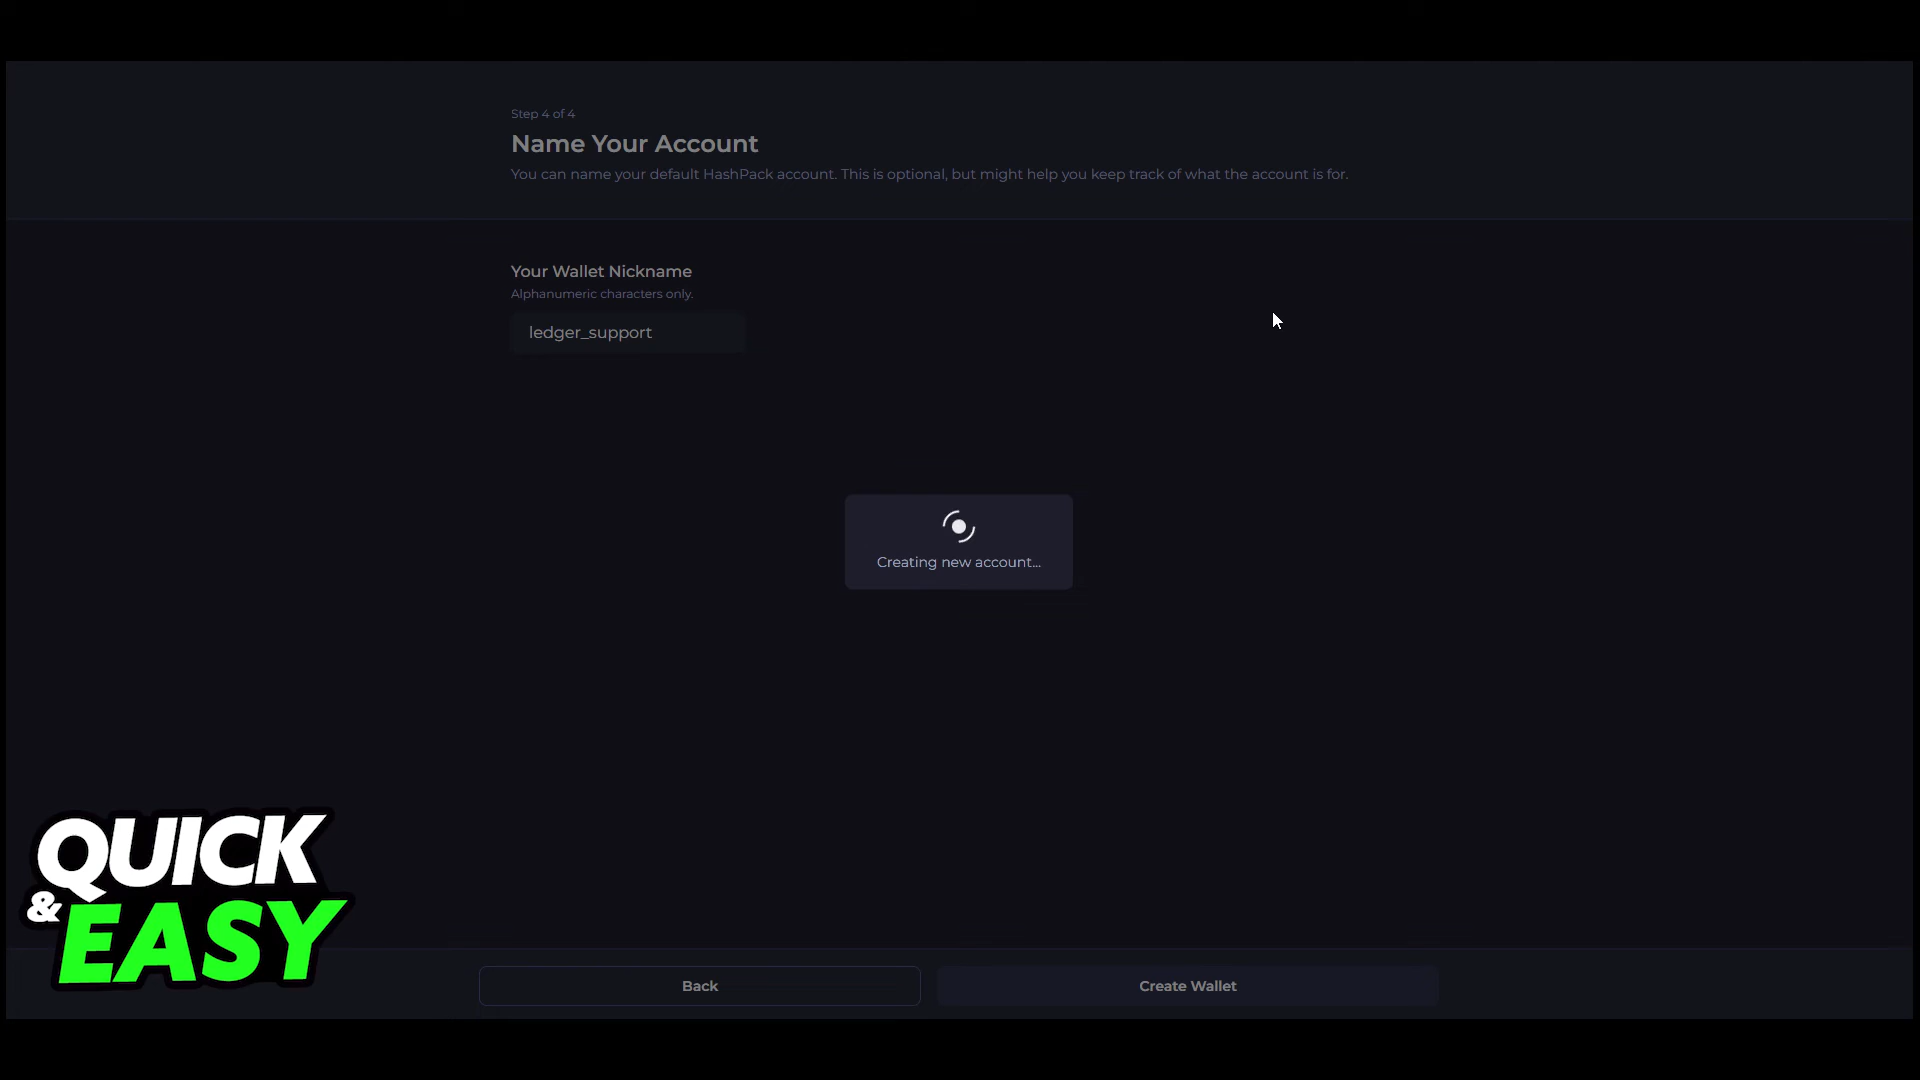 Step 4 of 4
Name Your Account
You can name your default HashPack account. This is optional, but might help you keep track of what the account is for.
Your Wallet Nickname
Alphanumeric characters only.
ledger_support
Creating new account...
QUICK
& EASY
Back
Create Wallet